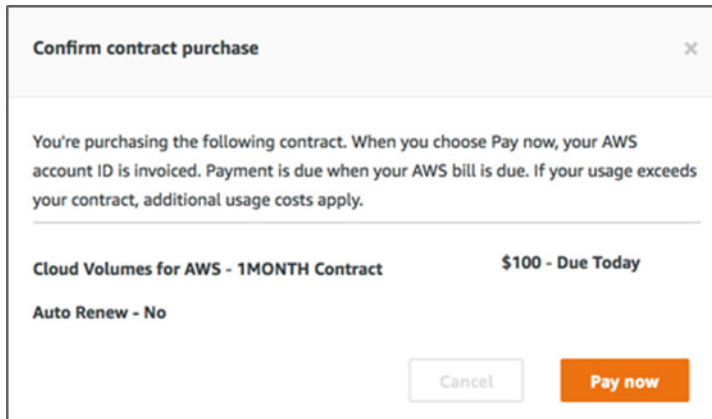 Confirm contract purchase
×
You're purchasing the following contract. When you choose Pay now, your AWS
account ID is invoiced. Payment is due when your AWS bill is due. If your usage exceeds
your contract, additional usage costs apply.
Cloud Volumes for AWS - 1MONTH Contract $100 - Due Today
Auto Renew - No
Cancel Pay now